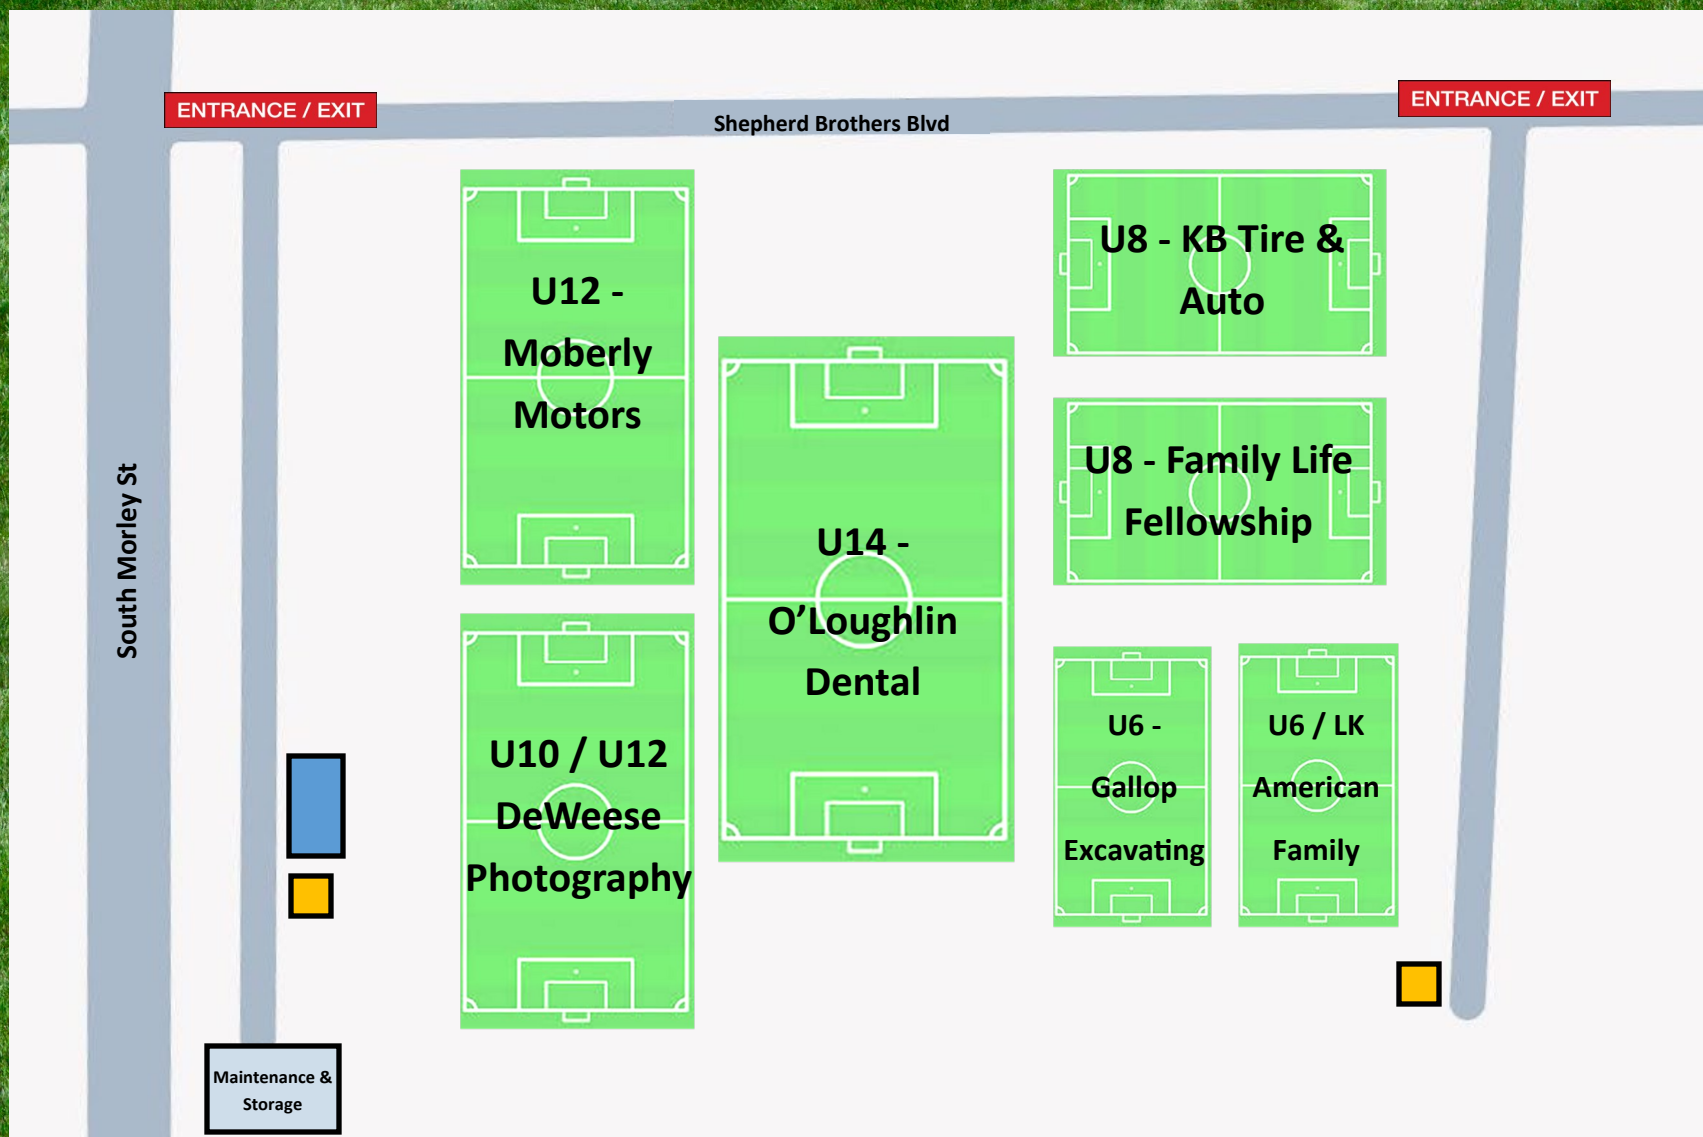 ENTRANCE / EXIT
ENTRANCE / EXIT
Shepherd Brothers Blvd
South Morley St
U12 -
Moberly
Motors
U8 - KB Tire &
Auto
U8 - Family Life
Fellowship
U14 -
O’Loughlin
Dental
U10 / U12
DeWeese
Photography
U6 -
Gallop
Excavating
U6 / LK
American
Family
Maintenance &
Storage